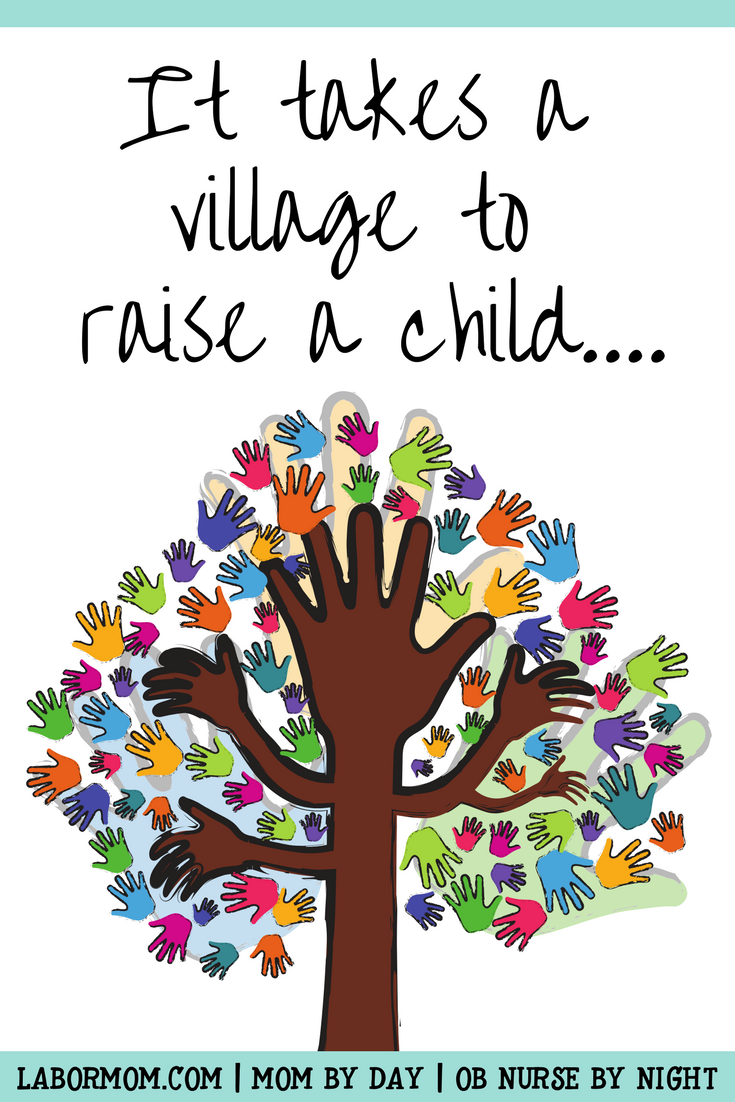 It takes a
village to
raise a child....
LABORMOM.COM | MOM BY DAY | OB NURSE BY NIGHT